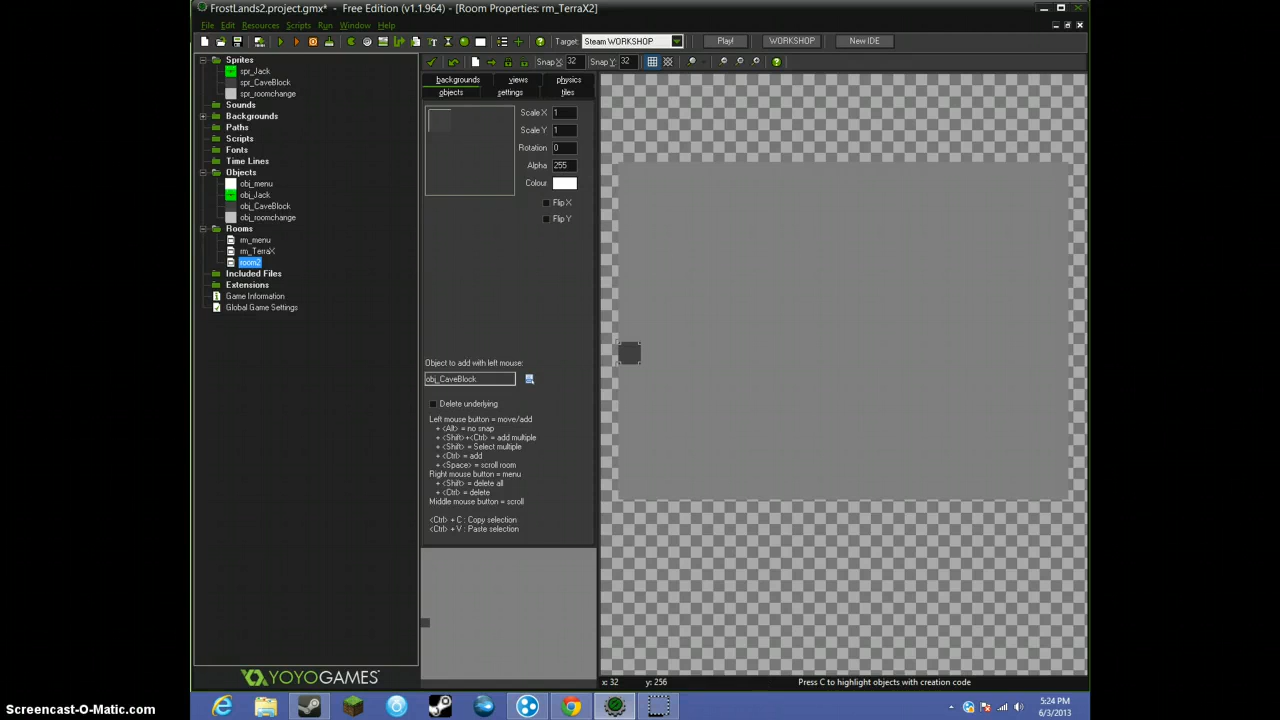 FrostLands2.project.gmx* - Free Edition (v1.1.964) - [Room Properties: rm_TerraX2]
File Edit Resources Scripts Run Window Help
Target: Steam WORKSHOP Play! WORKSHOP New IDE
Sprites
spr_Jack
spr_CaveBlock
spr_roomchange
Sounds
Backgrounds
Paths
Scripts
Fonts
Time Lines
Objects
obj_menu
obj_Jack
obj_CaveBlock
obj_roomchange
Rooms
rm_menu
rm_TerraX
room2
Included Files
Extensions
Game Information
Global Game Settings
YOYOGAMES
Snap X 32 Snap Y 32
backgrounds views physics
objects settings tiles
Scale X 1
Scale Y 1
Rotation 0
Alpha 255
Colour
Flip X
Flip Y
Object to add with left mouse:
obj_CaveBlock
Delete underlying
Left mouse button = move/add
+ <Alt> = no snap
+ <Shift>+<Ctrl> = add multiple
+ <Shift> = Select multiple
+ <Ctrl> = add
+ <Space> = scroll room
Right mouse button = menu
+ <Shift> = delete all
+ <Ctrl> = delete
Middle mouse button = scroll
<Ctrl + C : Copy selection
<Ctrl + V : Paste selection
x: 32 y: 256 Press C to highlight objects with creation code
5:24 PM
6/3/2013
Screencast-O-Matic.com